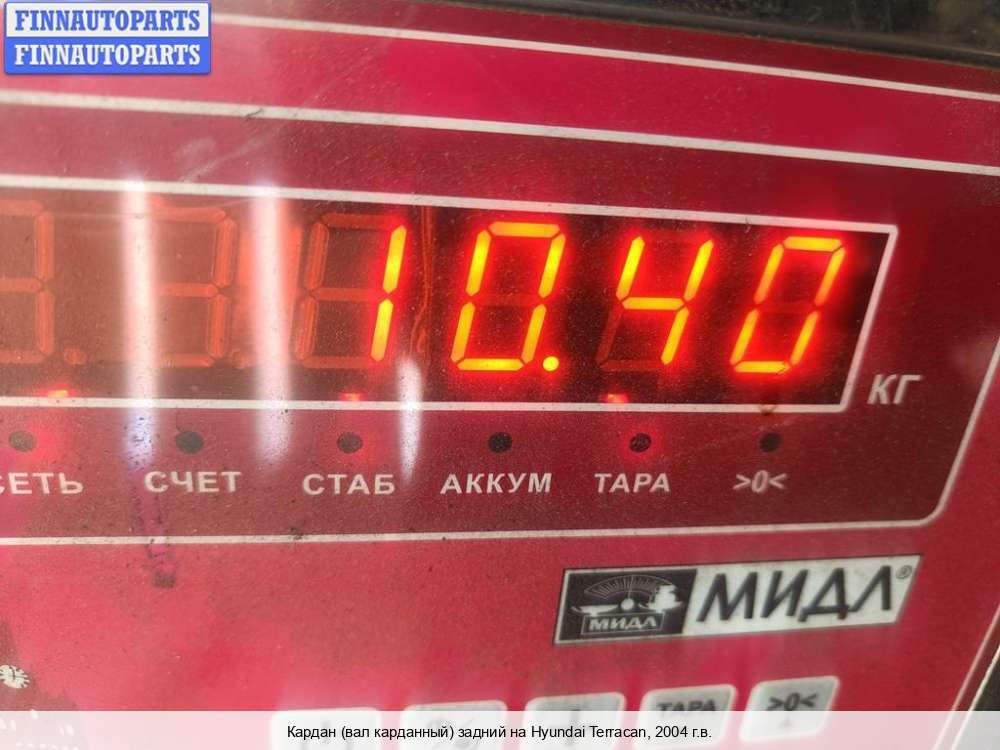 FINNAUTOPARTS
FINNAUTOPARTS
10.40
КГ
СЕТЬ СЧЕТ СТАБ АККУМ ТАРА >0<
МИДЛ МИДЛ®
ТАРА >0<
Кардан (вал карданный) задний на Hyundai Terracan, 2004 г.в.